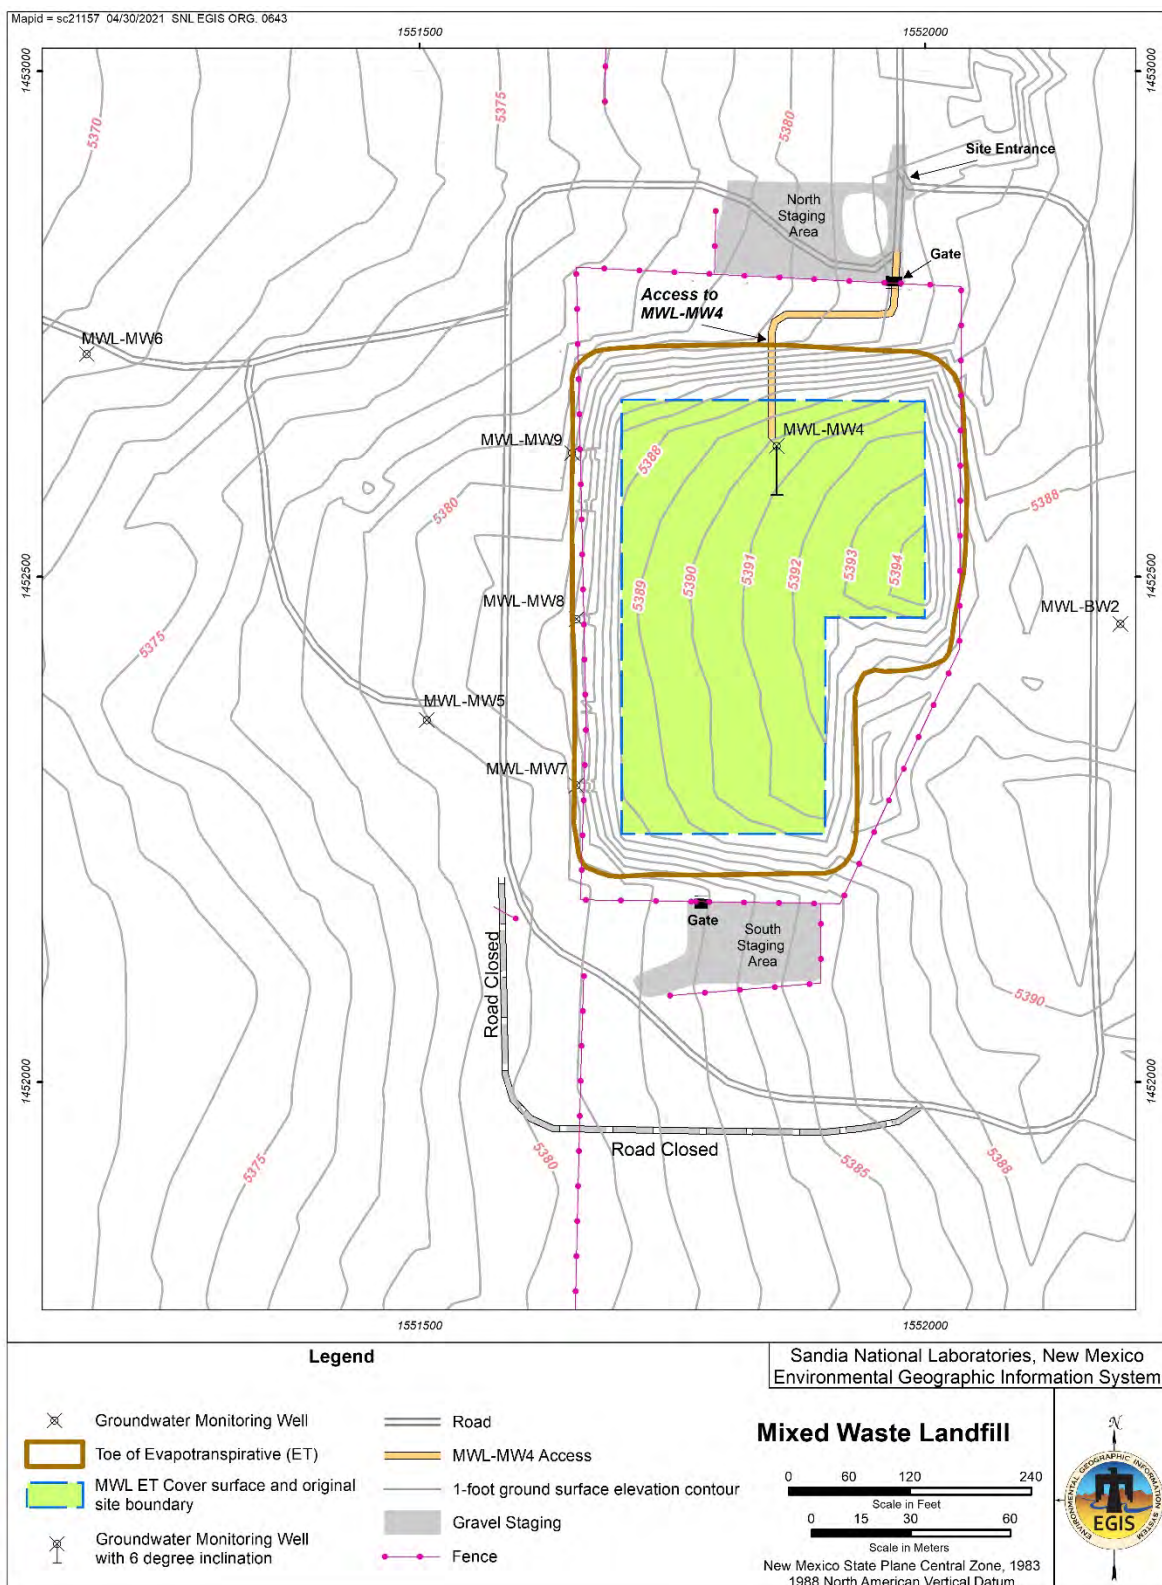 Mapid = sc21157 04/30/2021 SNL EGIS ORG. 0643
1551500
1552000
1453000
1453000
5370
5375
5380
Site Entrance
North
Staging
Area
Gate
Access to
MWL-MW4
MWL-MW6
MWL-MW9
MWL-MW4
5388
5388
5380
1452500
1452500
5389
5390
5391
5392
5393
5394
MWL-MW8
MWL-BW2
5375
MWL-MW5
MWL-MW7
Gate
South
Staging
Area
Road Closed
5390
1452000
1452000
Road Closed
5375
5380
5385
5388
1551500
1552000
Legend
Groundwater Monitoring Well
Toe of Evapotranspirative (ET)
MWL ET Cover surface and original
site boundary
Groundwater Monitoring Well
with 6 degree inclination
Road
MWL-MW4 Access
1-foot ground surface elevation contour
Gravel Staging
Fence
Sandia National Laboratories, New Mexico
Environmental Geographic Information System
Mixed Waste Landfill
0 60 120 240
Scale in Feet
0 15 30 60
Scale in Meters
New Mexico State Plane Central Zone, 1983
1988 North American Vertical Datum
N
ENVIRONMENTAL GEOGRAPHIC INFORMATION SYSTEM
EGIS